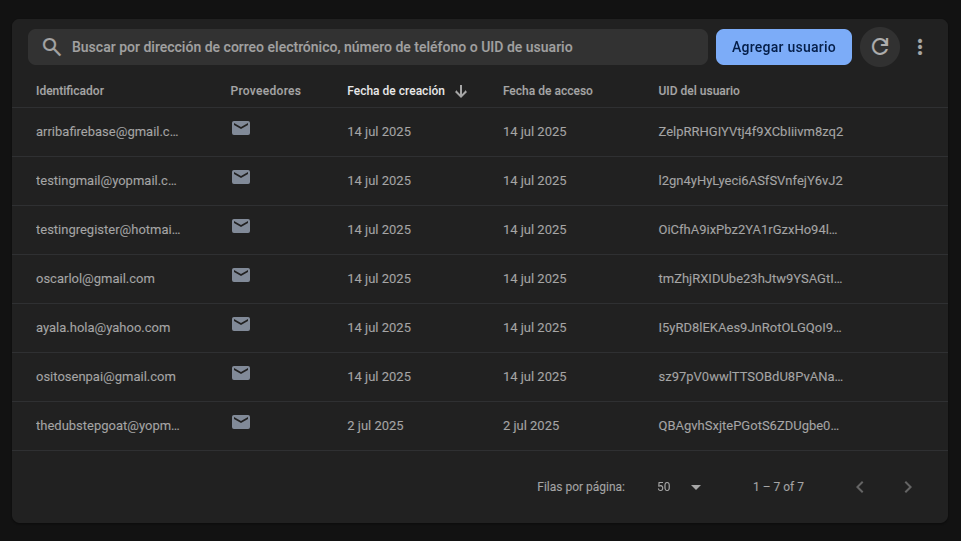 Buscar por dirección de correo electrónico, número de teléfono o UID de usuario Agregar usuario
Identificador Proveedores Fecha de creación Fecha de acceso UID del usuario
arribafirebase@gmail.c... 14 jul 2025 14 jul 2025 ZelpRRHGIYVtj4f9XCbIiivm8zq2
testingmail@yopmail.c... 14 jul 2025 14 jul 2025 l2gn4yHyLyeci6ASfSVnfejY6vJ2
testingregister@hotmai... 14 jul 2025 14 jul 2025 OiCfhA9ixPbz2YA1rGzxHo94l...
oscarlol@gmail.com 14 jul 2025 14 jul 2025 tmZhjRXIDUbe23hJtw9YSAGtI...
ayala.hola@yahoo.com 14 jul 2025 14 jul 2025 I5yRD8lEKAes9JnRotOLGQoI9...
ositosenpai@gmail.com 14 jul 2025 14 jul 2025 sz97pV0wwlTTSOBdU8PvANa...
thedubstepgoat@yopm... 2 jul 2025 2 jul 2025 QBAgvhSxjtePGotS6ZDUgbe0...
Filas por página: 50 1 – 7 of 7